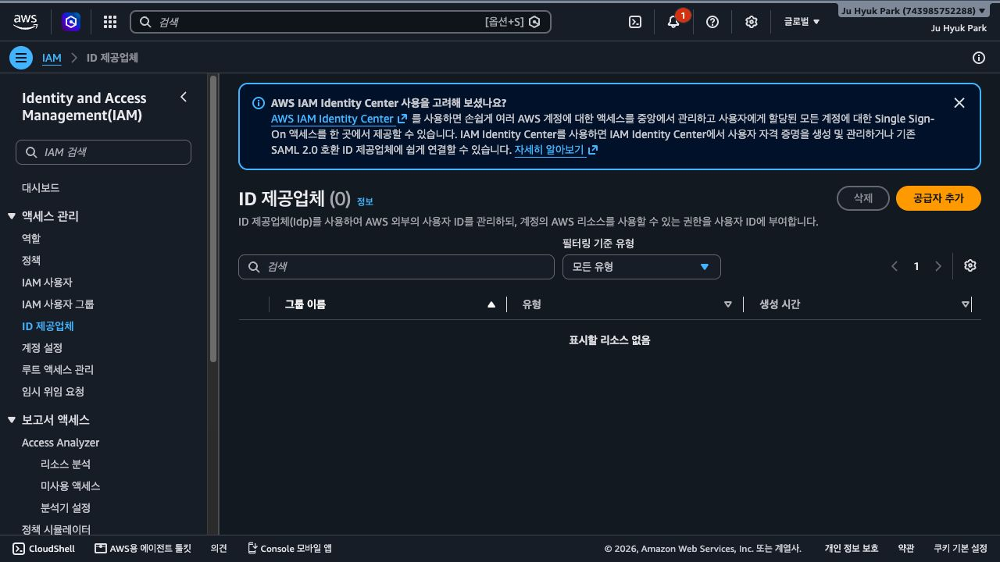 aws
검색
[옵션+S]
1
글로벌
Ju Hyuk Park (743985752288)
Ju Hyuk Park
IAM
ID 제공업체
Identity and Access
Management(IAM)
IAM 검색
대시보드
액세스 관리
역할
정책
IAM 사용자
IAM 사용자 그룹
ID 제공업체
계정 설정
루트 액세스 관리
임시 위임 요청
보고서 액세스
Access Analyzer
리소스 분석
미사용 액세스
분석기 설정
정책 시뮬레이터
AWS IAM Identity Center 사용을 고려해 보셨나요?
AWS IAM Identity Center 를 사용하면 손쉽게 여러 AWS 계정에 대한 액세스를 중앙에서 관리하고 사용자에게 할당된 모든 계정에 대한 Single Sign-
On 액세스를 한 곳에서 제공할 수 있습니다. IAM Identity Center를 사용하면 IAM Identity Center에서 사용자 자격 증명을 생성 및 관리하거나 기존
SAML 2.0 호환 ID 제공업체에 쉽게 연결할 수 있습니다. 자세히 알아보기
ID 제공업체 (0) 정보
삭제
공급자 추가
ID 제공업체(Idp)를 사용하여 AWS 외부의 사용자 ID를 관리하되, 계정의 AWS 리소스를 사용할 수 있는 권한을 사용자 ID에 부여합니다.
필터링 기준 유형
검색
모든 유형
1
그룹 이름
유형
생성 시간
표시할 리소스 없음
CloudShell
AWS용 에이전트 툴킷
의견
Console 모바일 앱
© 2026, Amazon Web Services, Inc. 또는 계열사.
개인 정보 보호
약관
쿠키 기본 설정